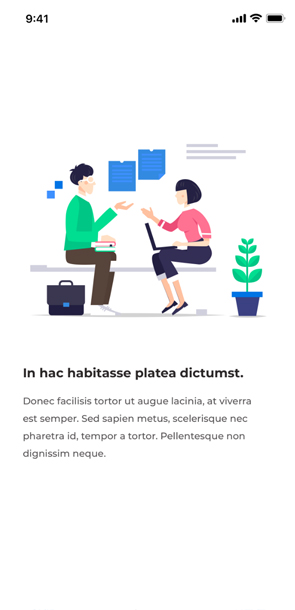 9:41
In hac habitasse platea dictumst.
Donec facilisis tortor ut augue lacinia, at viverra
est semper. Sed sapien metus, scelerisque nec
pharetra id, tempor a tortor. Pellentesque non
dignissim neque.